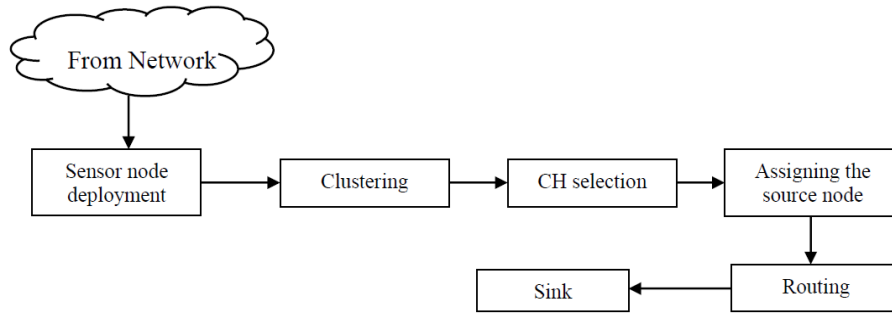 From Network
Sensor node
deployment
Clustering
CH selection
Assigning the
source node
Routing
Sink